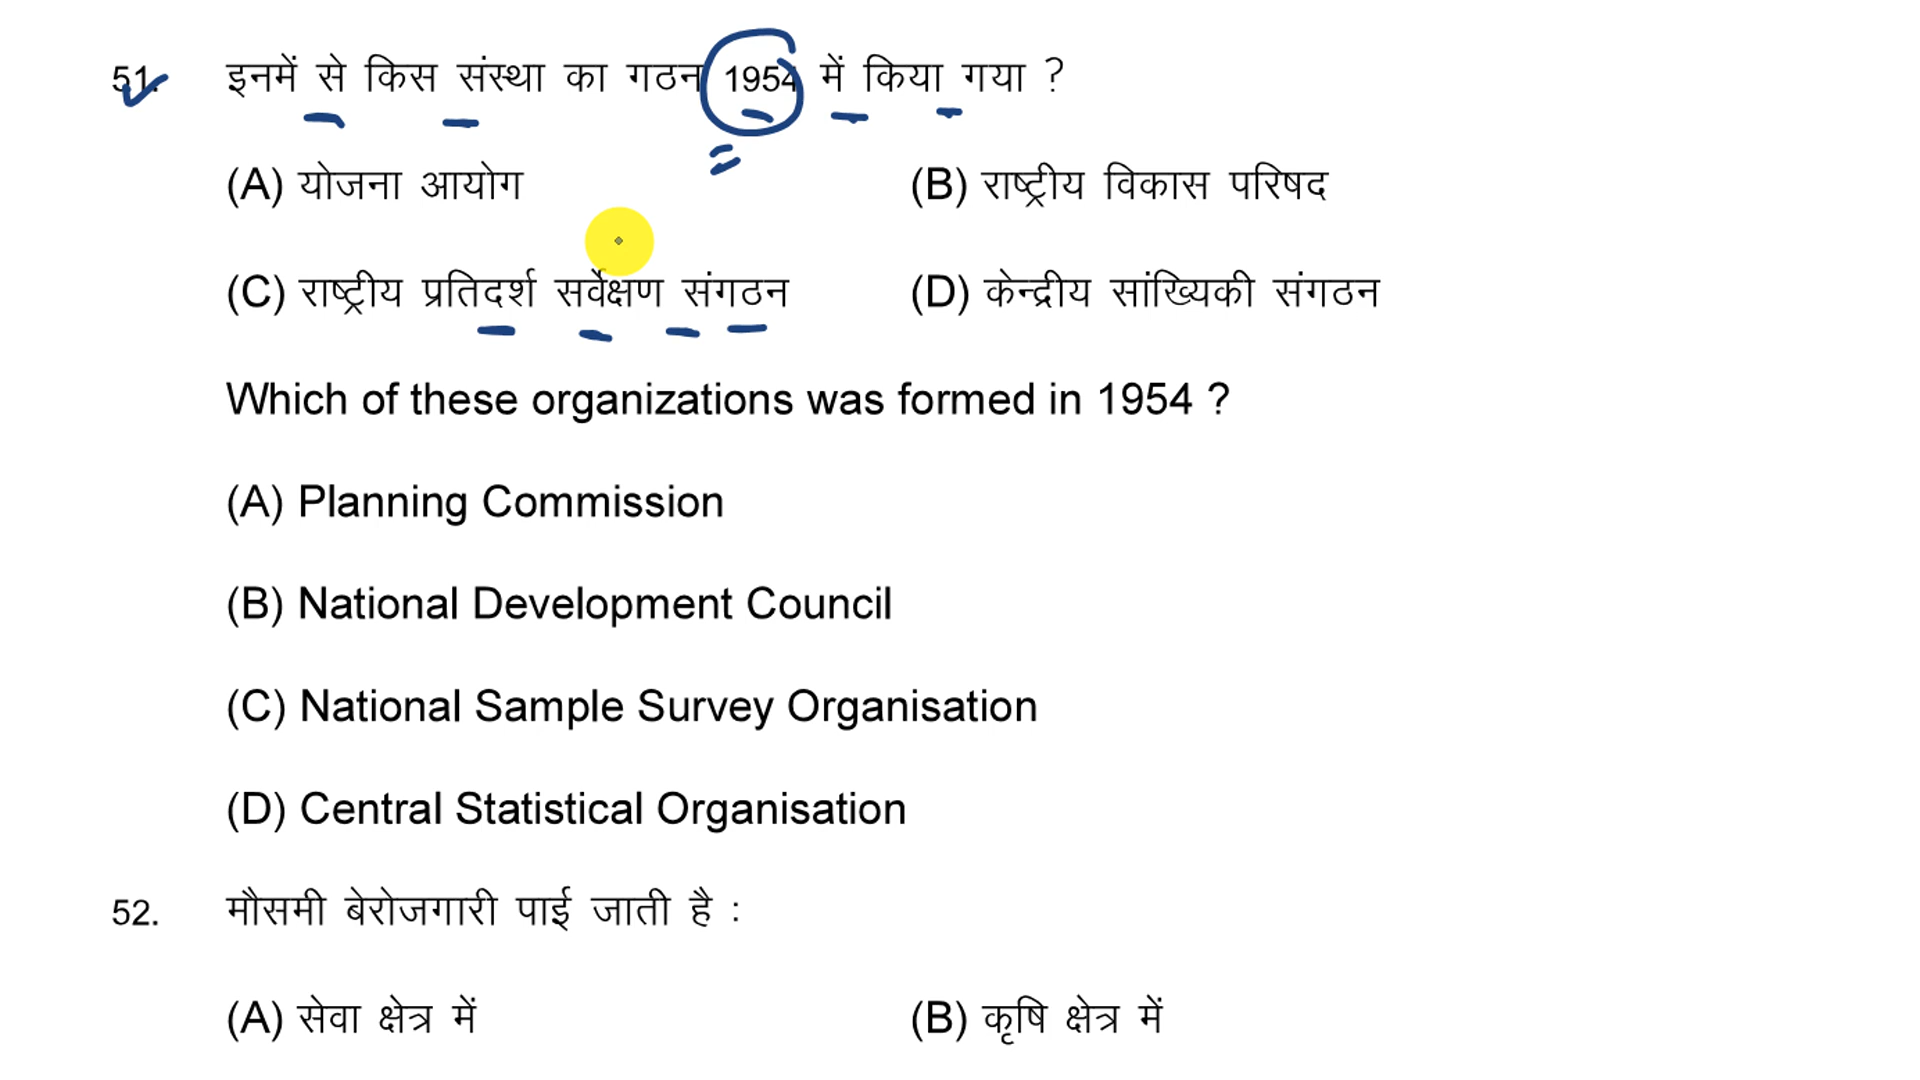 51. इनमें से किस संस्था का गठन 1954 में किया गया ?
(A) योजना आयोग (B) राष्ट्रीय विकास परिषद
(C) राष्ट्रीय प्रतिदर्श सर्वेक्षण संगठन (D) केन्द्रीय सांख्यिकी संगठन
Which of these organizations was formed in 1954 ?
(A) Planning Commission
(B) National Development Council
(C) National Sample Survey Organisation
(D) Central Statistical Organisation
52. मौसमी बेरोजगारी पाई जाती है :
(A) सेवा क्षेत्र में (B) कृषि क्षेत्र में